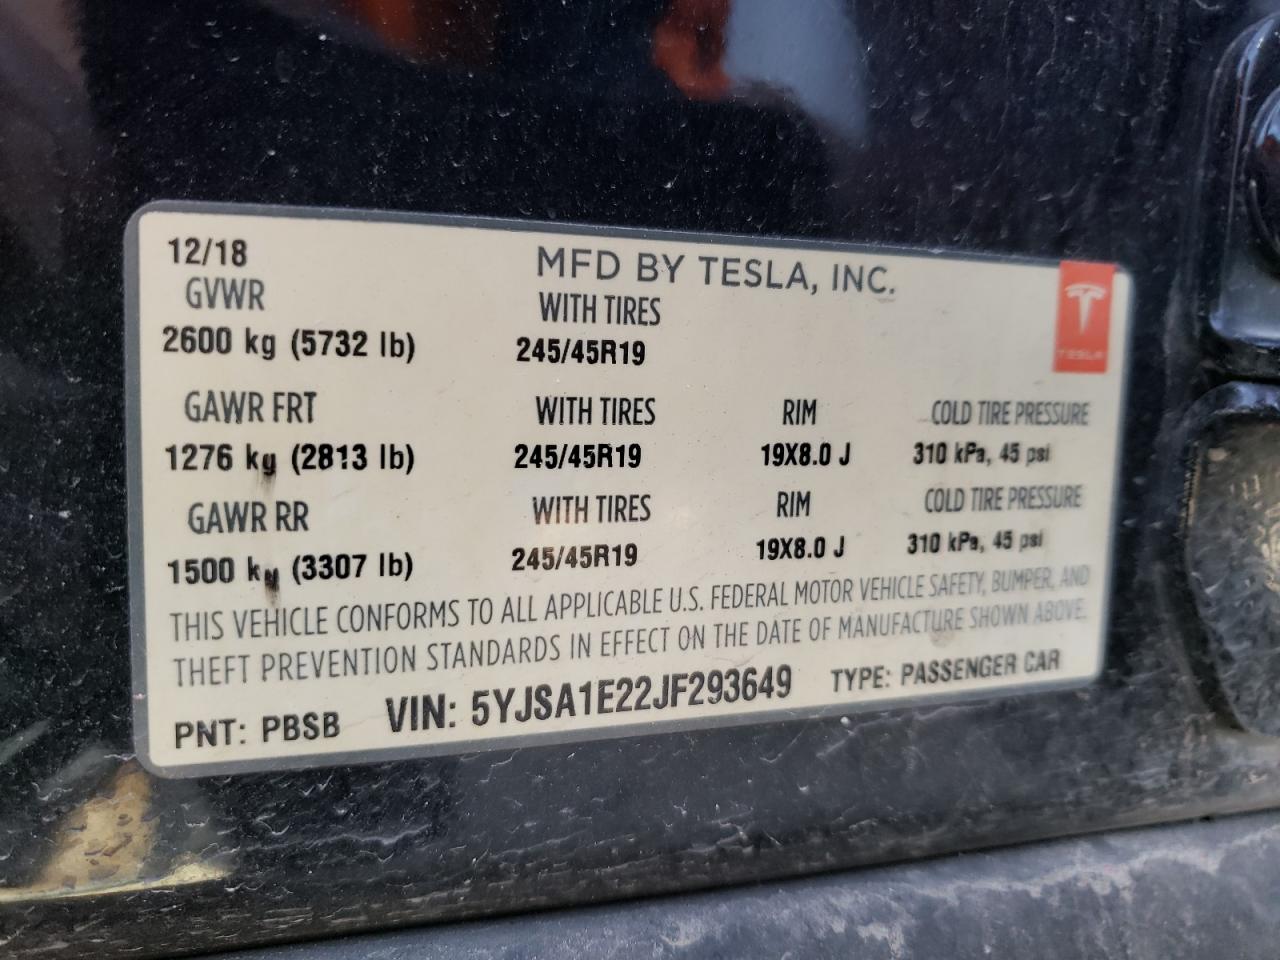 12/18 MFD BY TESLA, INC.
GVWR WITH TIRES
2600 kg (5732 lb) 245/45R19
TESLA
GAWR FRT WITH TIRES RIM COLD TIRE PRESSURE
1276 kg (2813 lb) 245/45R19 19X8.0 J 310 kPa, 45 psi
GAWR RR WITH TIRES RIM COLD TIRE PRESSURE
1500 kg (3307 lb) 245/45R19 19X8.0 J 310 kPa, 45 psi
THIS VEHICLE CONFORMS TO ALL APPLICABLE U.S. FEDERAL MOTOR VEHICLE SAFETY, BUMPER, AND
THEFT PREVENTION STANDARDS IN EFFECT ON THE DATE OF MANUFACTURE SHOWN ABOVE.
PNT: PBSB VIN: 5YJSA1E22JF293649 TYPE: PASSENGER CAR